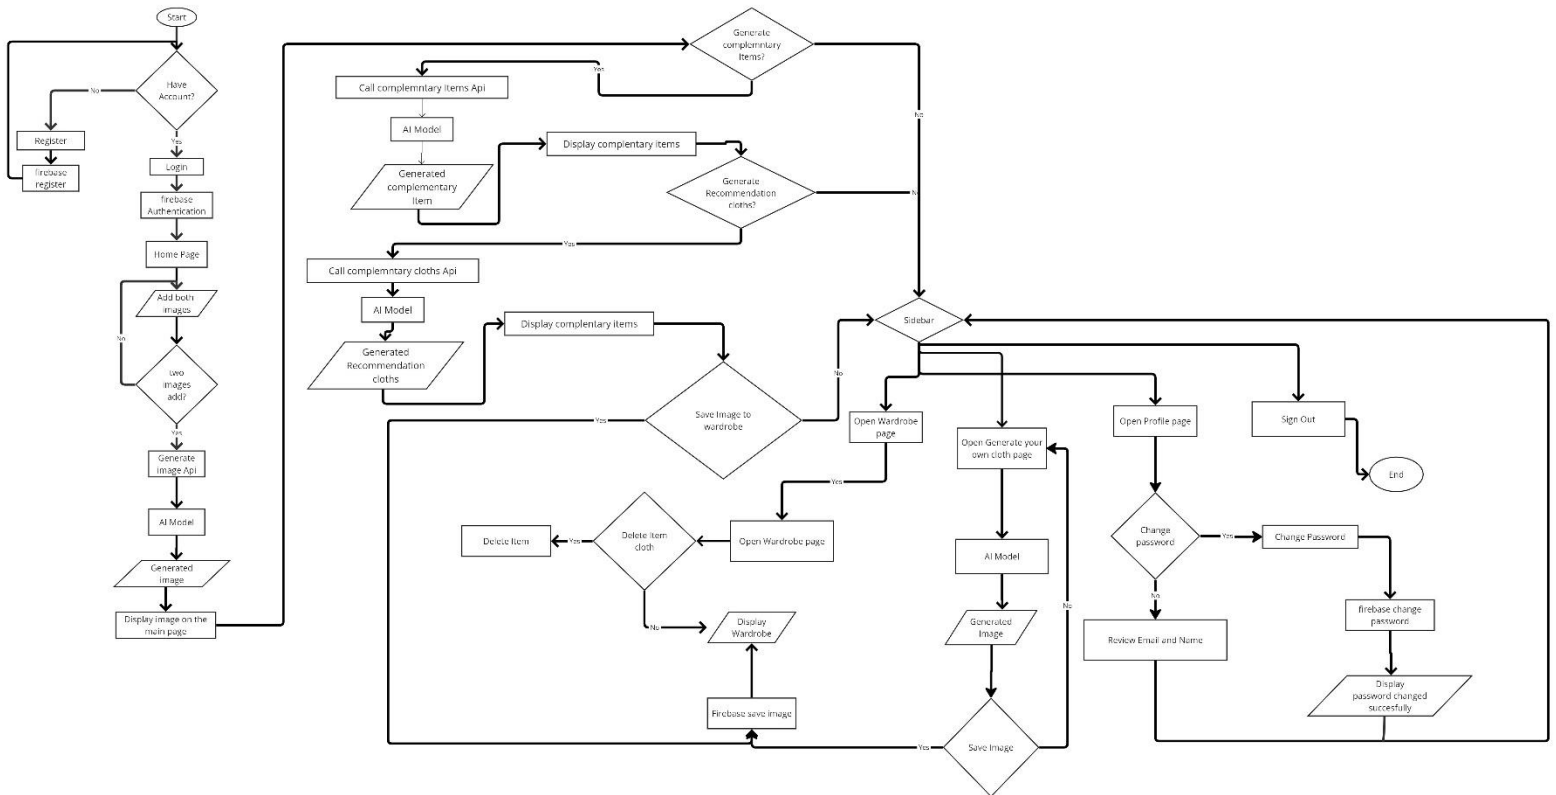 Start
Have
Account?
No
Yes
Register
firebase
register
Login
firebase
Authentication
Home Page
Add both
images
No
two
images
add?
Yes
Generate
image Api
AI Model
Generated
image
Display image on the
main page
Generate
complemntary
Items?
Yes
No
Call complemntary Items Api
AI Model
Generated
complementary
Item
Display complentary items
Generate
Recommendation
cloths?
No
Yes
Call complemntary cloths Api
AI Model
Generated
Recommendation
cloths
Display complentary items
Save Image to
wardrobe
Yes
No
Sidebar
Open Wardrobe
page
Yes
Open Wardrobe page
Delete Item
cloth
Yes
Delete Item
No
Display
Wardrobe
Firebase save image
Open Generate your
own cloth page
AI Model
Generated
Image
Save Image
Yes
No
Open Profile page
Change
password
Yes
Change Password
firebase change
password
Display
password changed
succesfully
No
Review Email and Name
Sign Out
End